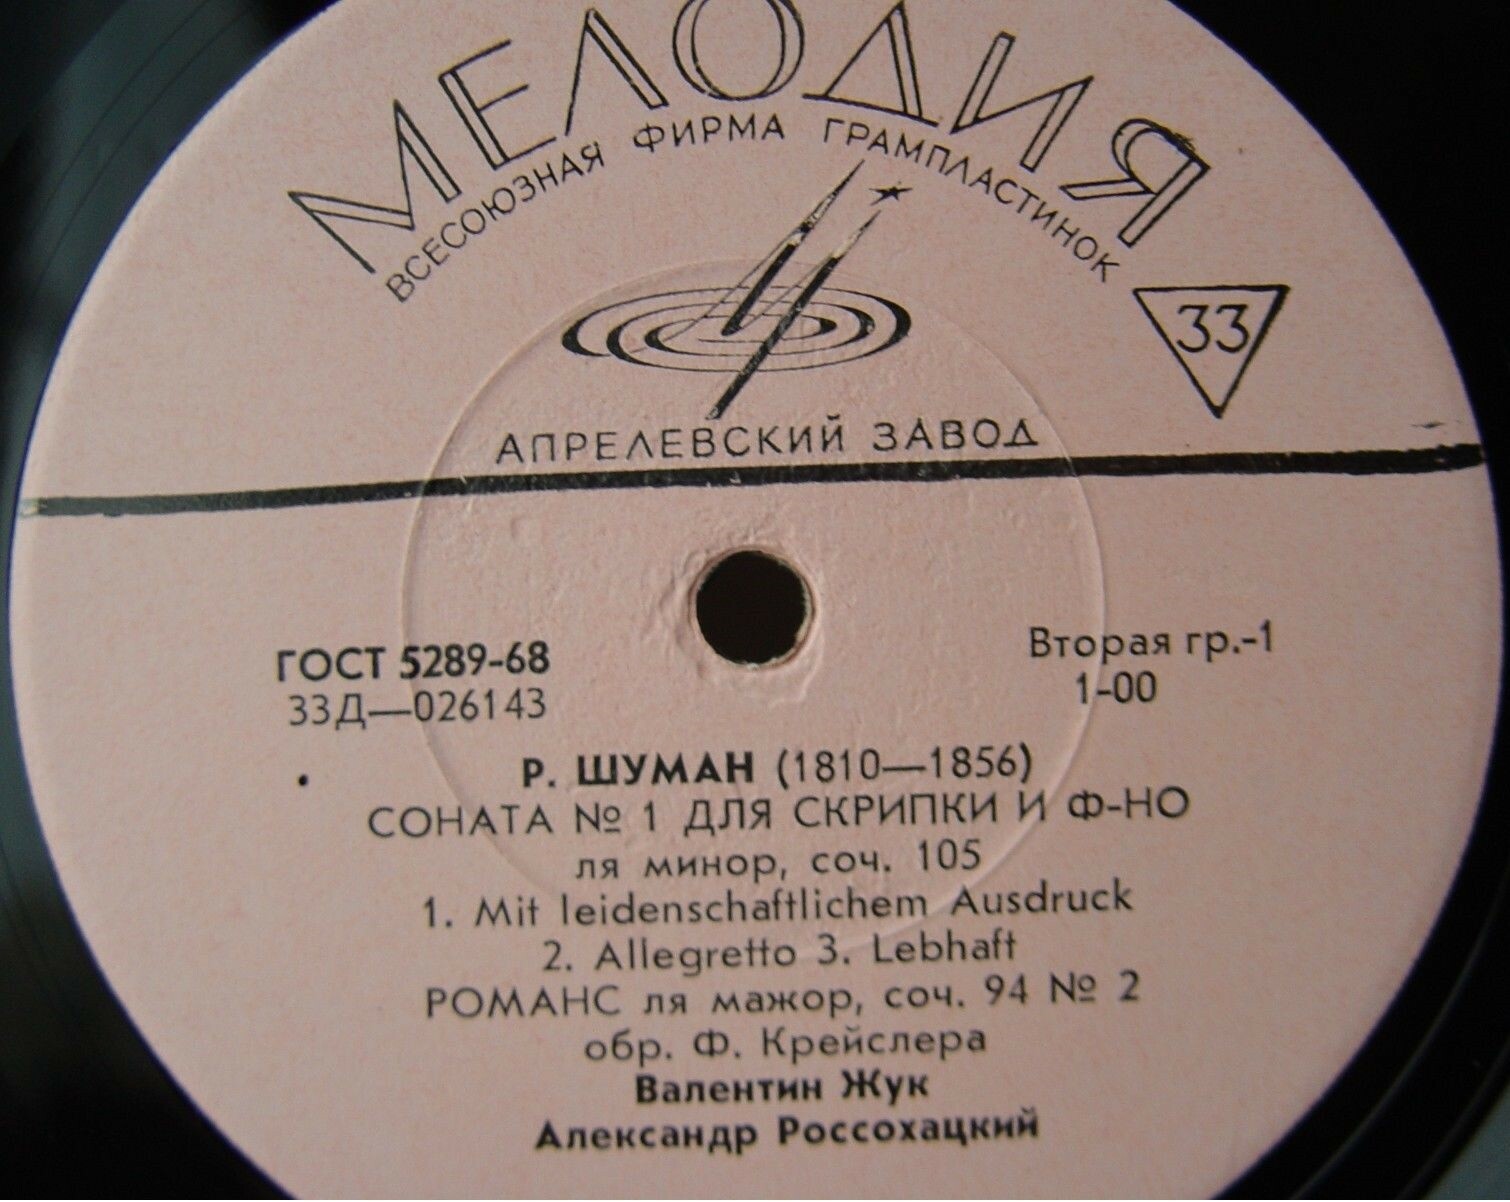 МЕЛОДИЯ
ВСЕСОЮЗНАЯ ФИРМА ГРАМПЛАСТИНОК
33
АПРЕЛЕВСКИЙ ЗАВОД
ГОСТ 5289-68
33Д—026143
Вторая гр.-1
1-00
Р. ШУМАН (1810—1856)
СОНАТА № 1 ДЛЯ СКРИПКИ И Ф-НО
ля минор, соч. 105
1. Mit leidenschaftlichem Ausdruck
2. Allegretto 3. Lebhaft
РОМАНС ля мажор, соч. 94 № 2
обр. Ф. Крейслера
Валентин Жук
Александр Россохацкий